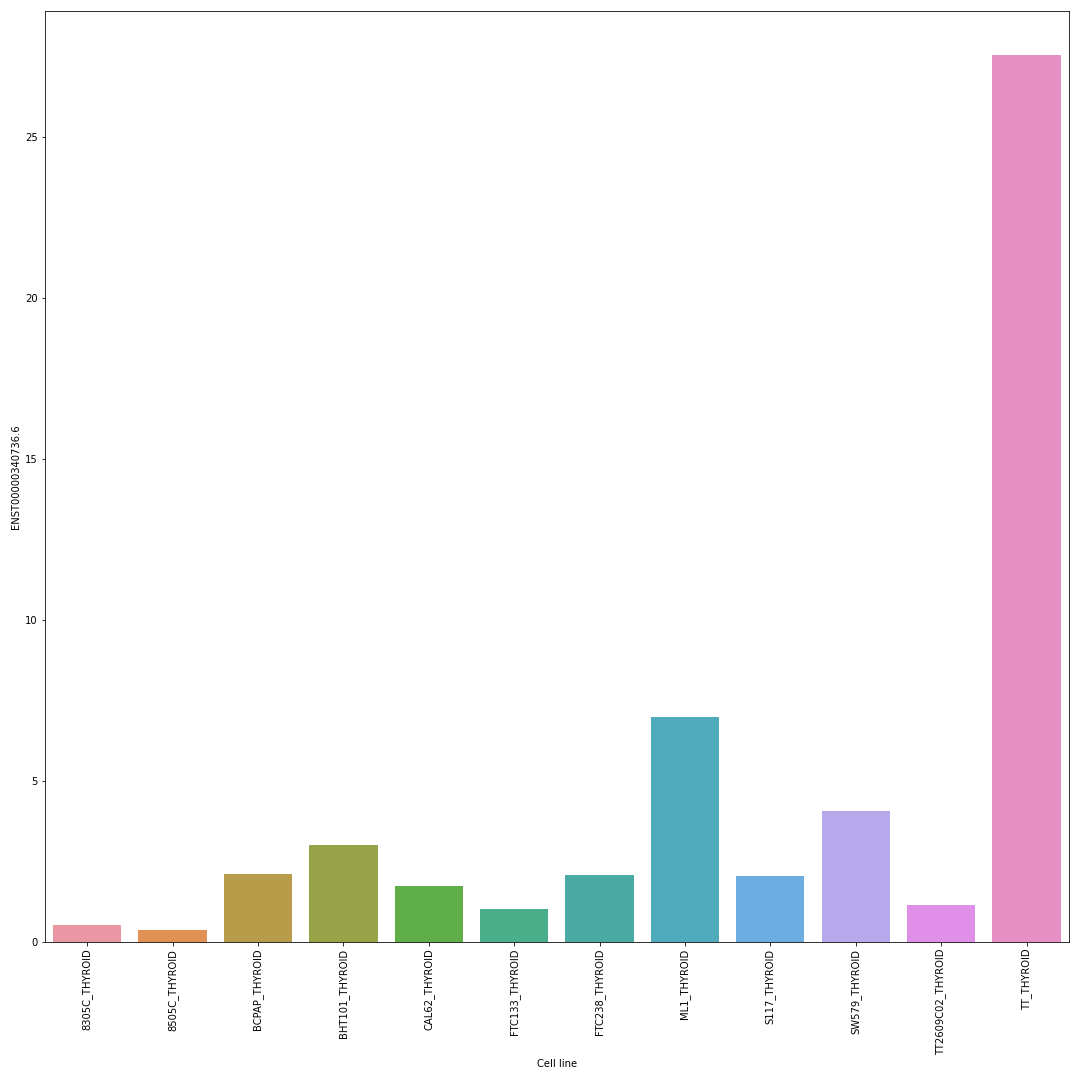 ENST00000340736.6
25
20
15
10
5
0
8305C_THYROID
8505C_THYROID
BCPAP_THYROID
BHT101_THYROID
CAL62_THYROID
FTC133_THYROID
FTC238_THYROID
ML1_THYROID
S117_THYROID
SW579_THYROID
TT2609C02_THYROID
TT_THYROID
Cell line